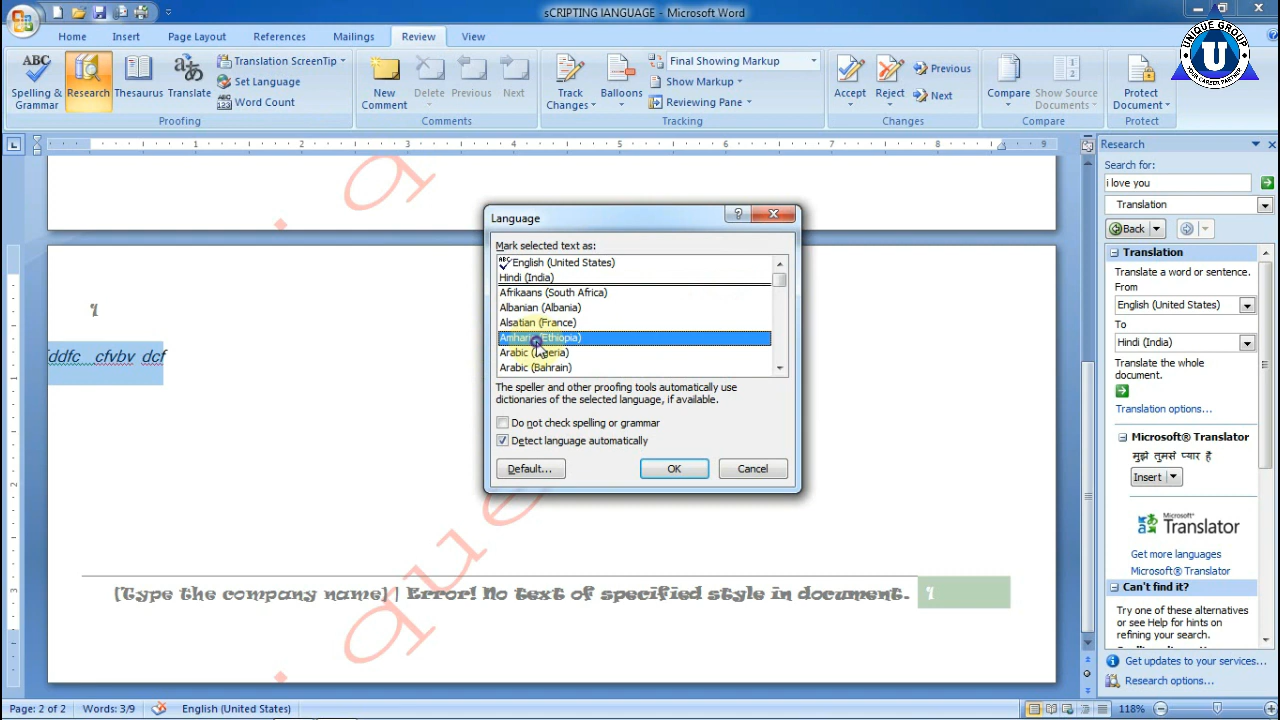 sCRIPTING lANGUAGE - Microsoft Word
Home Insert Page Layout References Mailings Review View
UNIQUE GROUP
U
ABC
Spelling & Grammar
Research
Thesaurus
Translate
Translation ScreenTip
Set Language
Word Count
Proofing
New Comment
Delete
Previous
Next
Comments
Track Changes
Balloons
Final Showing Markup
Show Markup
Reviewing Pane
Tracking
Accept
Reject
Previous
Next
Changes
Compare
Show Source Documents
Compare
Protect Document
Protect
1 2 3 4 5 6 7 8 9
ddfc cfvbv dcf
Language
Mark selected text as:
English (United States)
Hindi (India)
Afrikaans (South Africa)
Albanian (Albania)
Alsatian (France)
Arabic (Bahrain)
The speller and other proofing tools automatically use
dictionaries of the selected language, if available.
Do not check spelling or grammar
Detect language automatically
Default... OK Cancel
[Type the company name] | Error! No text of specified style in document. ¶
Research
Search for:
i love you
Translation
Back
Translation
Translate a word or sentence.
From
English (United States)
To
Hindi (India)
Translate the whole
document.
Translation options...
Microsoft® Translator
मुझे तुमसे प्यार है
Insert
Microsoft®
Translator
Get more languages
Microsoft® Translator
Can't find it?
Try one of these alternatives
or see Help for hints on
refining your search.
Get updates to your services...
Research options...
Page: 2 of 2 Words: 3/9 English (United States) 118%